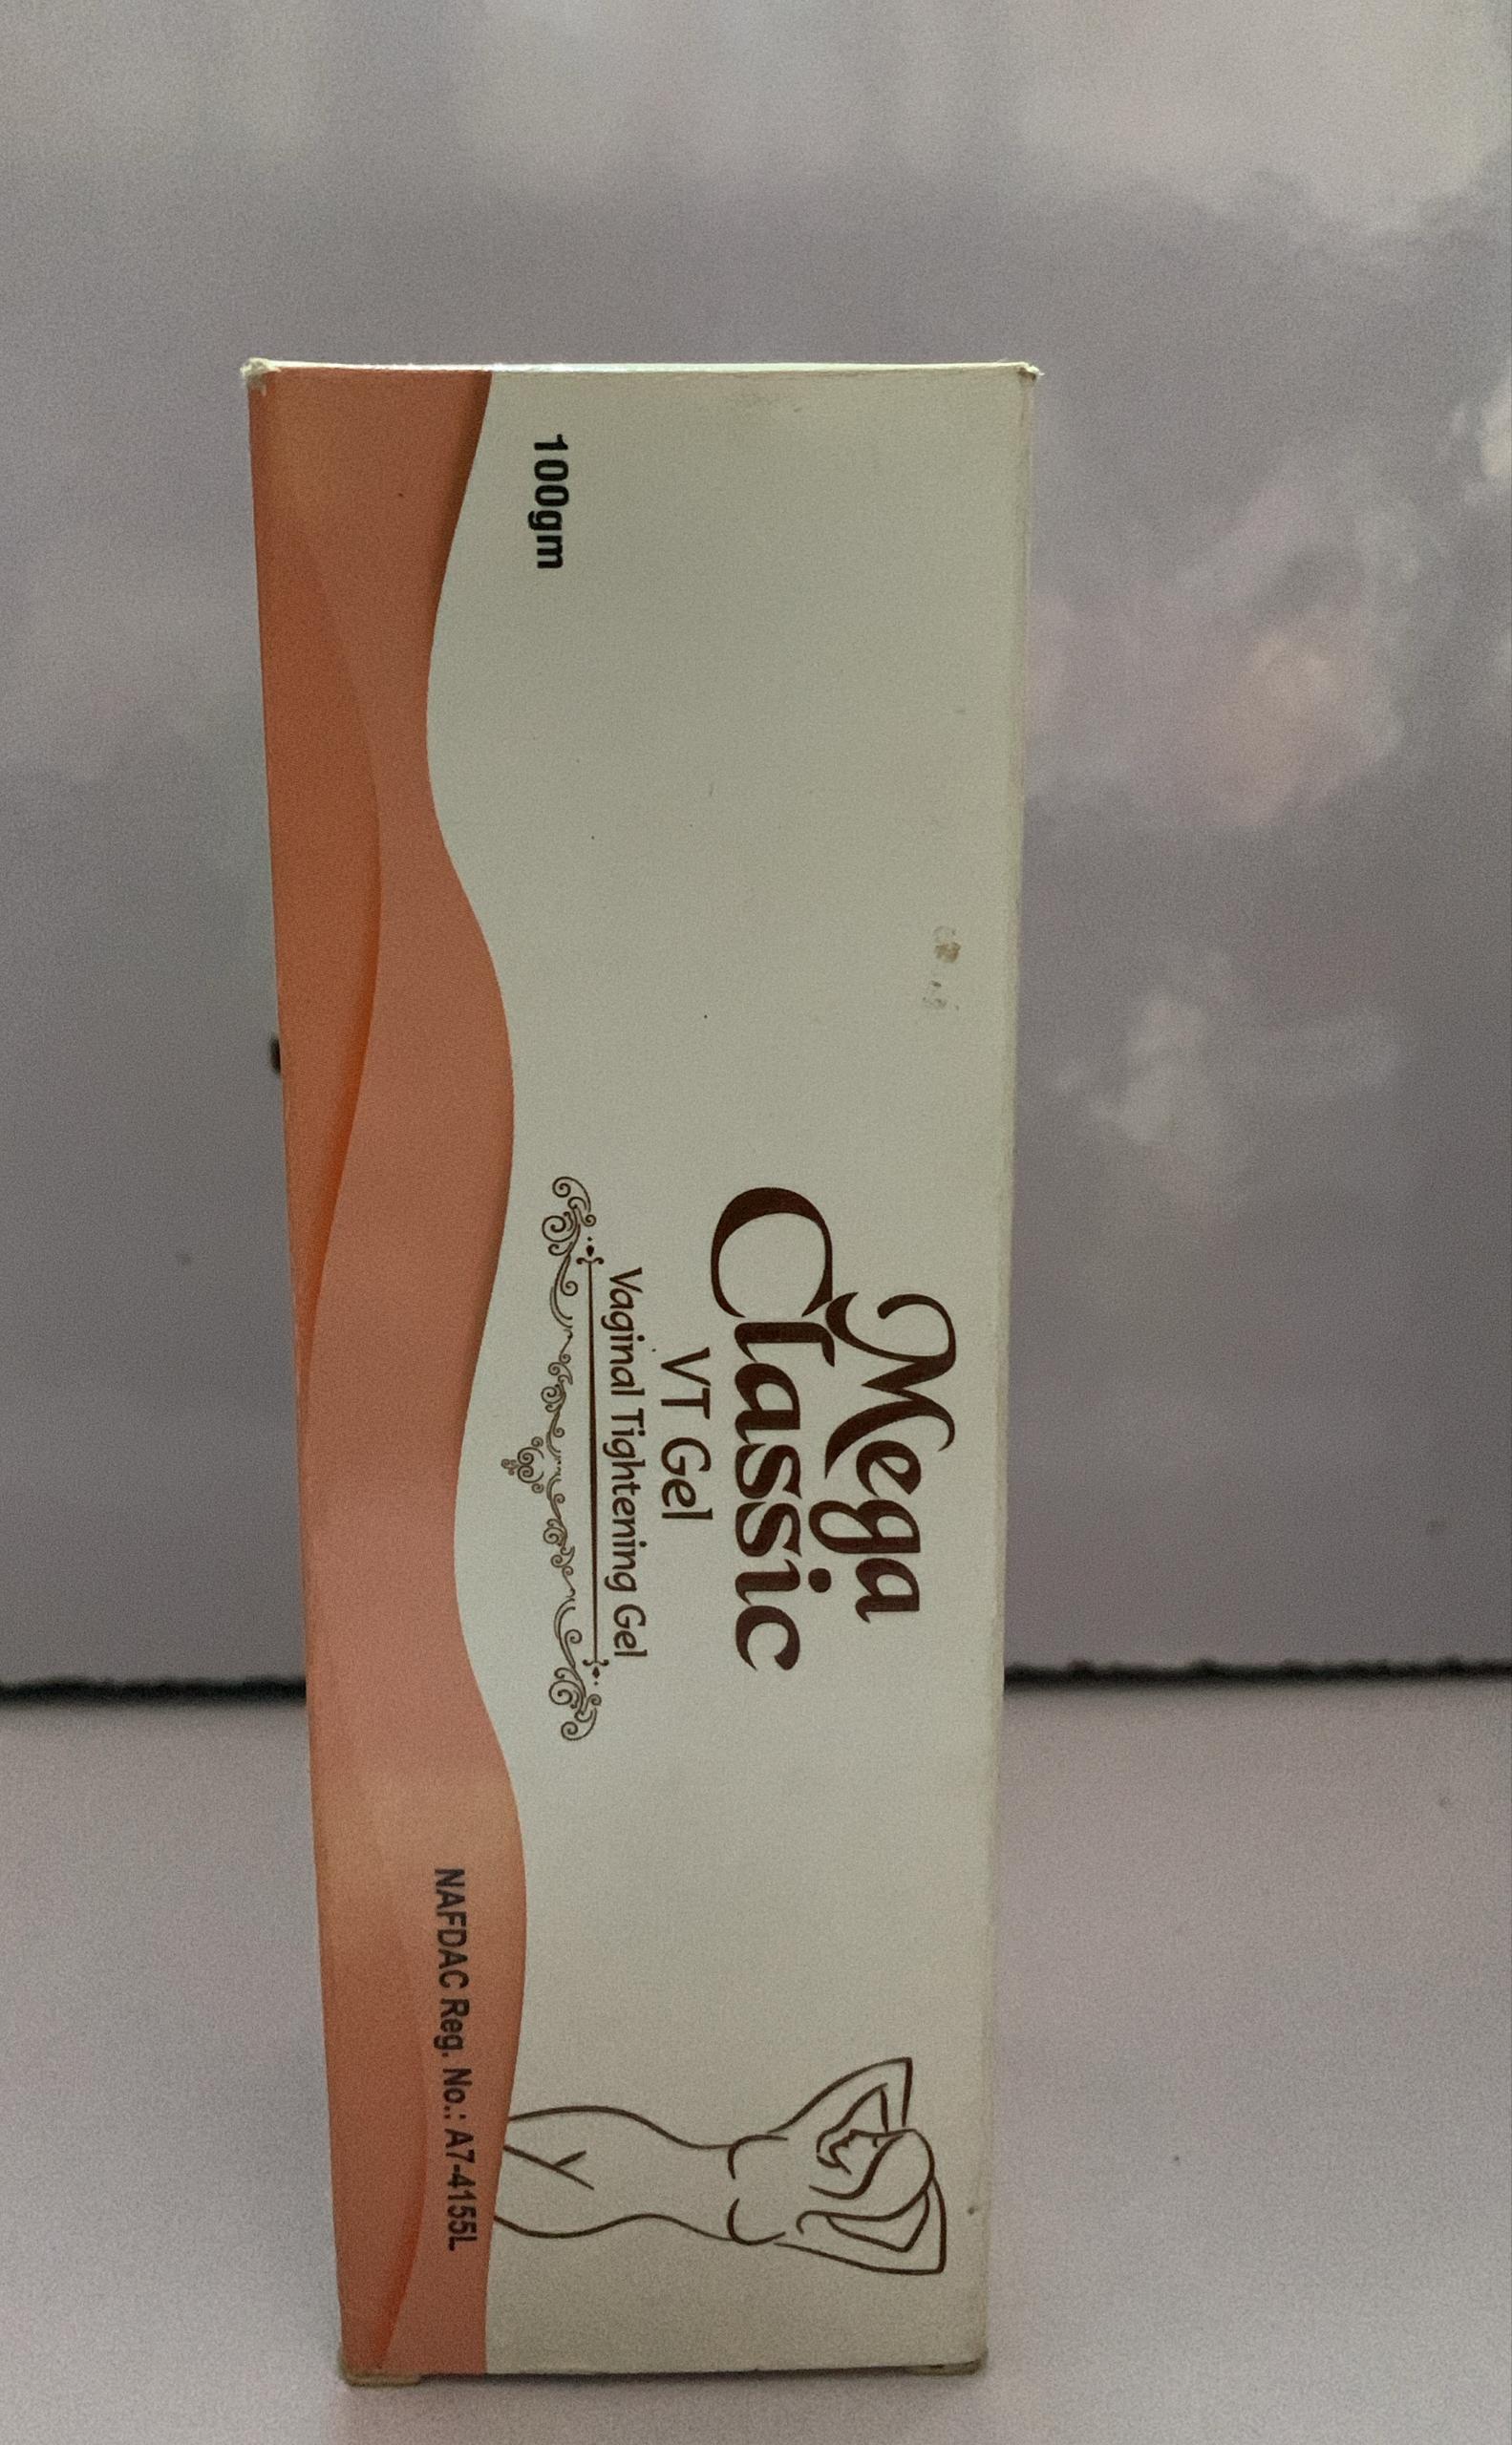 Mega
Classic
VT Gel
Vaginal Tightening Gel
100gm
NAFDAC Reg. No.: A7-4155L